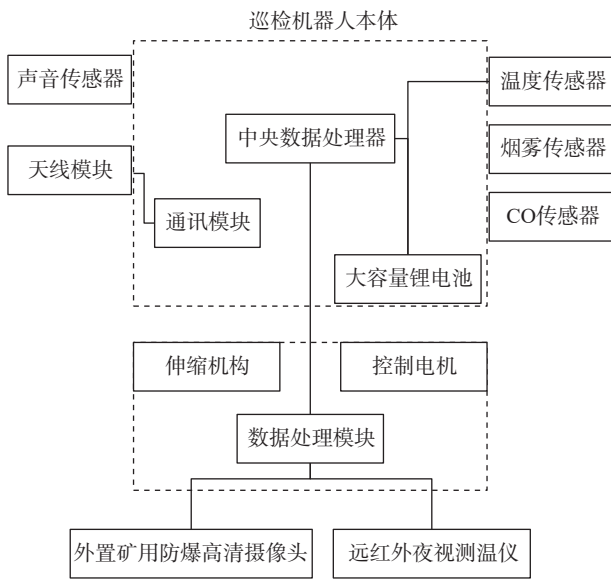 巡检机器人本体
声音传感器
温度传感器
中央数据处理器
烟雾传感器
天线模块
通讯模块
CO传感器
大容量锂电池
伸缩机构
控制电机
数据处理模块
外置矿用防爆高清摄像头
远红外夜视测温仪